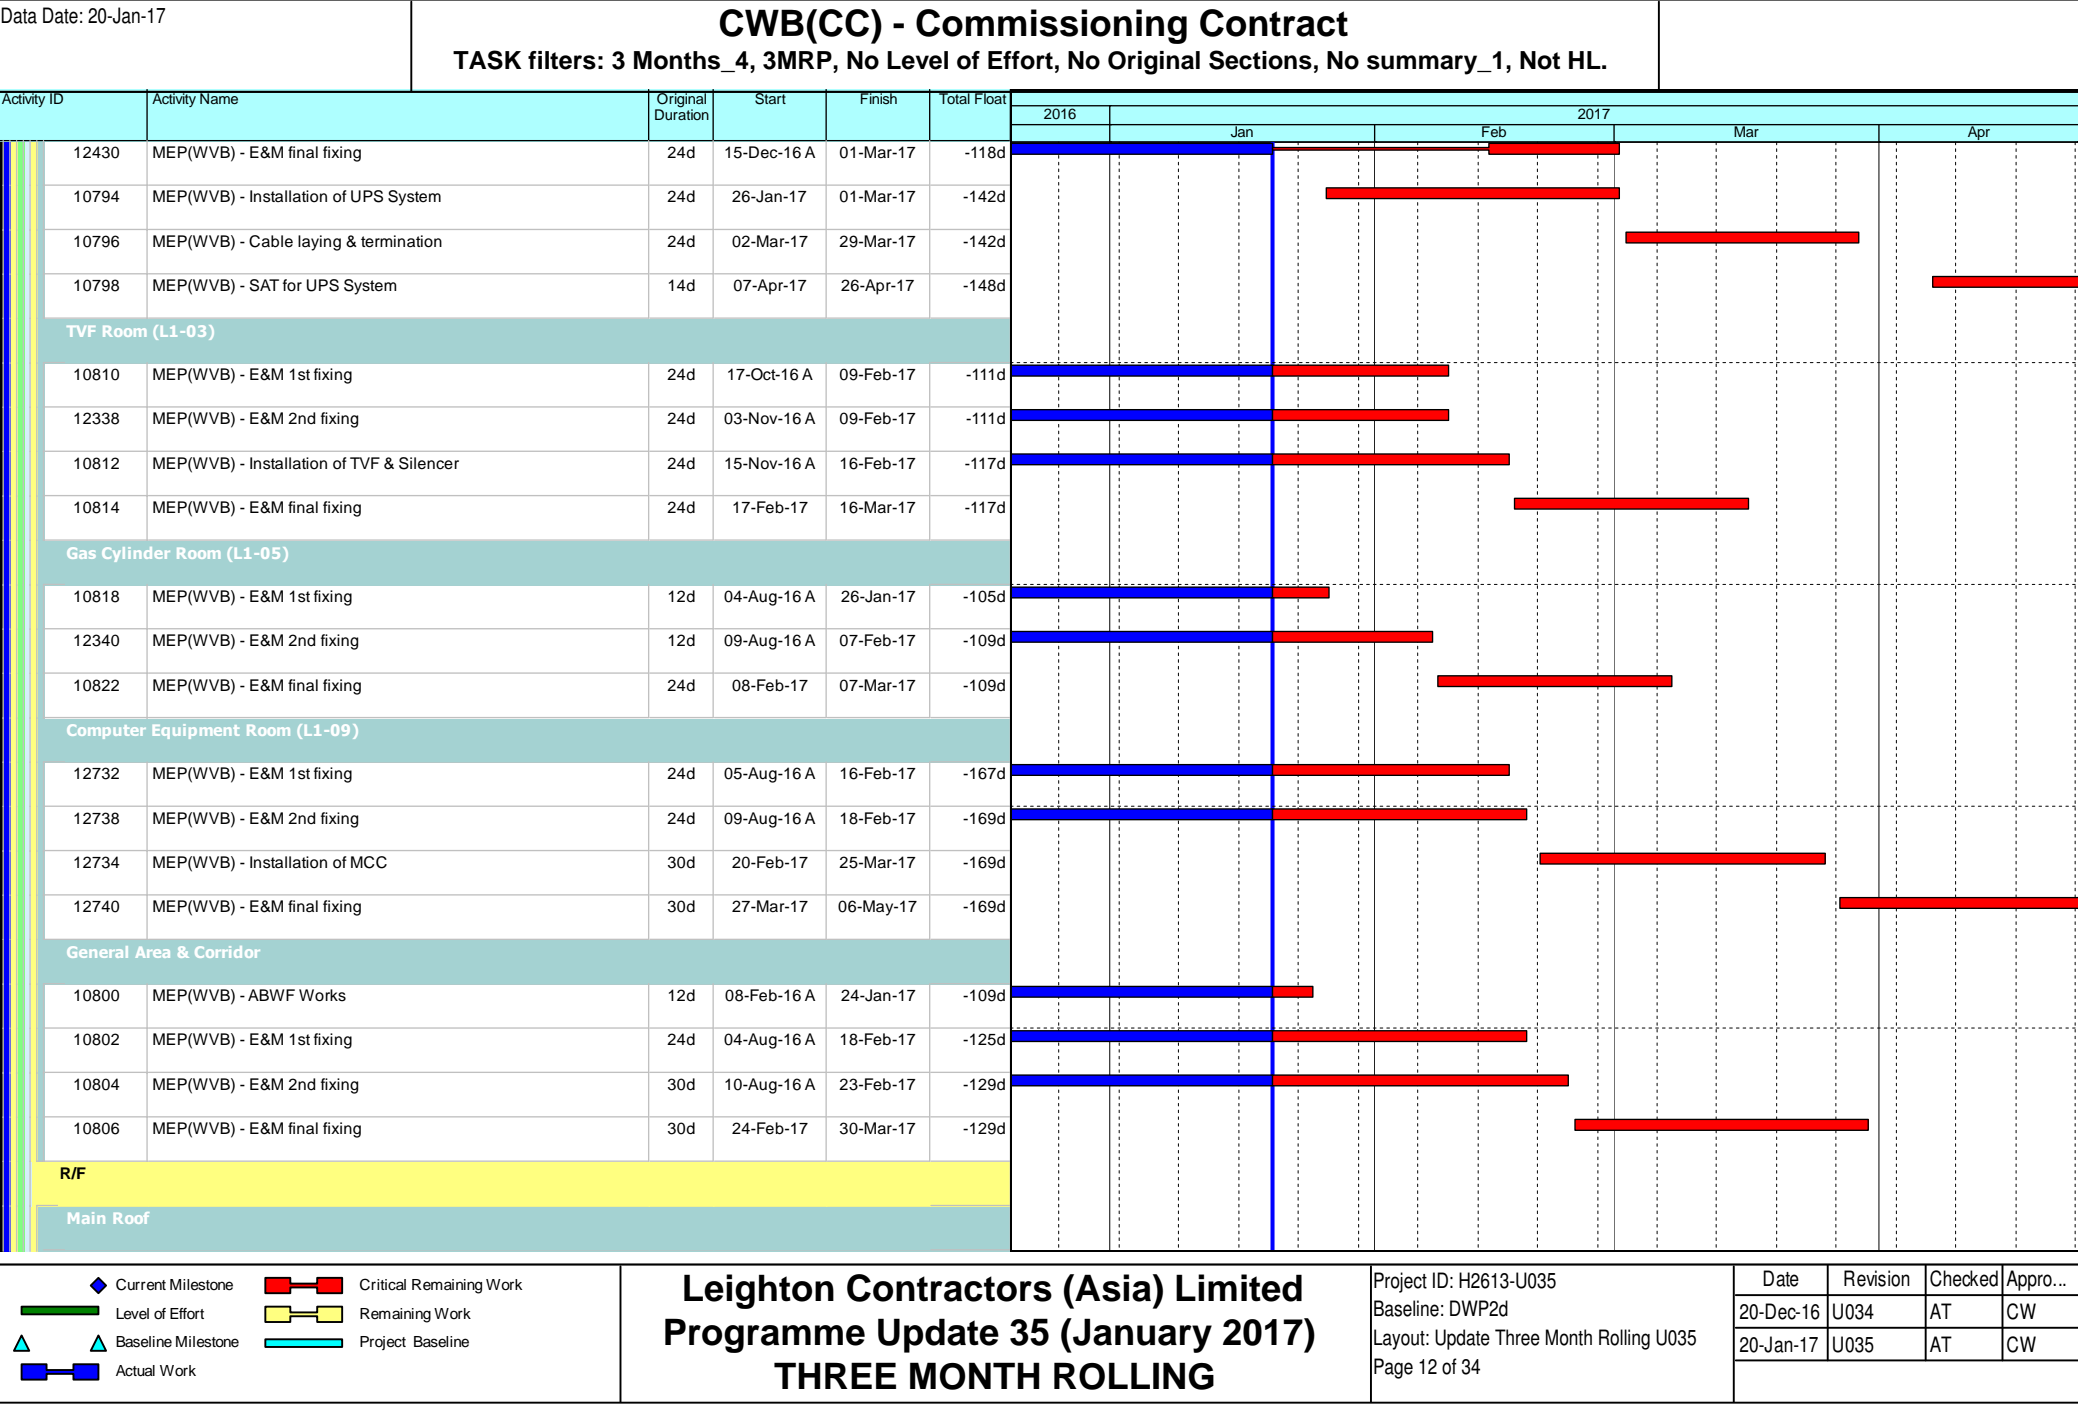 Data Date: 20-Jan-17
CWB(CC) - Commissioning Contract
TASK filters: 3 Months_4, 3MRP, No Level of Effort, No Original Sections, No summary_1, Not HL.
Activity ID Activity Name Original Duration Start Finish Total Float
2016 2017
Jan Feb Mar Apr
12430 MEP(WVB) - E&M final fixing 24d 15-Dec-16 A 01-Mar-17 -118d
10794 MEP(WVB) - Installation of UPS System 24d 26-Jan-17 01-Mar-17 -142d
10796 MEP(WVB) - Cable laying & termination 24d 02-Mar-17 29-Mar-17 -142d
10798 MEP(WVB) - SAT for UPS System 14d 07-Apr-17 26-Apr-17 -148d
TVF Room (L1-03)
10810 MEP(WVB) - E&M 1st fixing 24d 17-Oct-16 A 09-Feb-17 -111d
12338 MEP(WVB) - E&M 2nd fixing 24d 03-Nov-16 A 09-Feb-17 -111d
10812 MEP(WVB) - Installation of TVF & Silencer 24d 15-Nov-16 A 16-Feb-17 -117d
10814 MEP(WVB) - E&M final fixing 24d 17-Feb-17 16-Mar-17 -117d
Gas Cylinder Room (L1-05)
10818 MEP(WVB) - E&M 1st fixing 12d 04-Aug-16 A 26-Jan-17 -105d
12340 MEP(WVB) - E&M 2nd fixing 12d 09-Aug-16 A 07-Feb-17 -109d
10822 MEP(WVB) - E&M final fixing 24d 08-Feb-17 07-Mar-17 -109d
Computer Equipment Room (L1-09)
12732 MEP(WVB) - E&M 1st fixing 24d 05-Aug-16 A 16-Feb-17 -167d
12738 MEP(WVB) - E&M 2nd fixing 24d 09-Aug-16 A 18-Feb-17 -169d
12734 MEP(WVB) - Installation of MCC 30d 20-Feb-17 25-Mar-17 -169d
12740 MEP(WVB) - E&M final fixing 30d 27-Mar-17 06-May-17 -169d
General Area & Corridor
10800 MEP(WVB) - ABWF Works 12d 08-Feb-16 A 24-Jan-17 -109d
10802 MEP(WVB) - E&M 1st fixing 24d 04-Aug-16 A 18-Feb-17 -125d
10804 MEP(WVB) - E&M 2nd fixing 30d 10-Aug-16 A 23-Feb-17 -129d
10806 MEP(WVB) - E&M final fixing 30d 24-Feb-17 30-Mar-17 -129d
R/F
Main Roof
Current Milestone Critical Remaining Work
Level of Effort Remaining Work
Baseline Milestone Project Baseline
Actual Work
Leighton Contractors (Asia) Limited
Programme Update 35 (January 2017)
THREE MONTH ROLLING
Project ID: H2613-U035
Baseline: DWP2d
Layout: Update Three Month Rolling U035
Page 12 of 34
Date Revision Checked Appro...
20-Dec-16 U034 AT CW
20-Jan-17 U035 AT CW